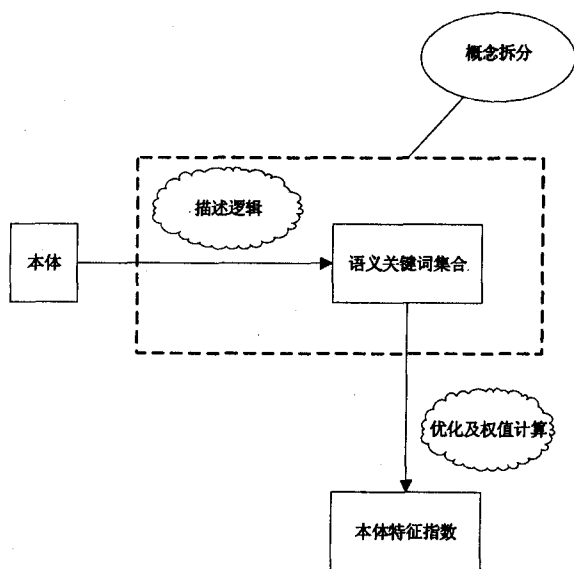 概念拆分
描述逻辑
本体
语义关键词集合
优化及权值计算
本体特征指数